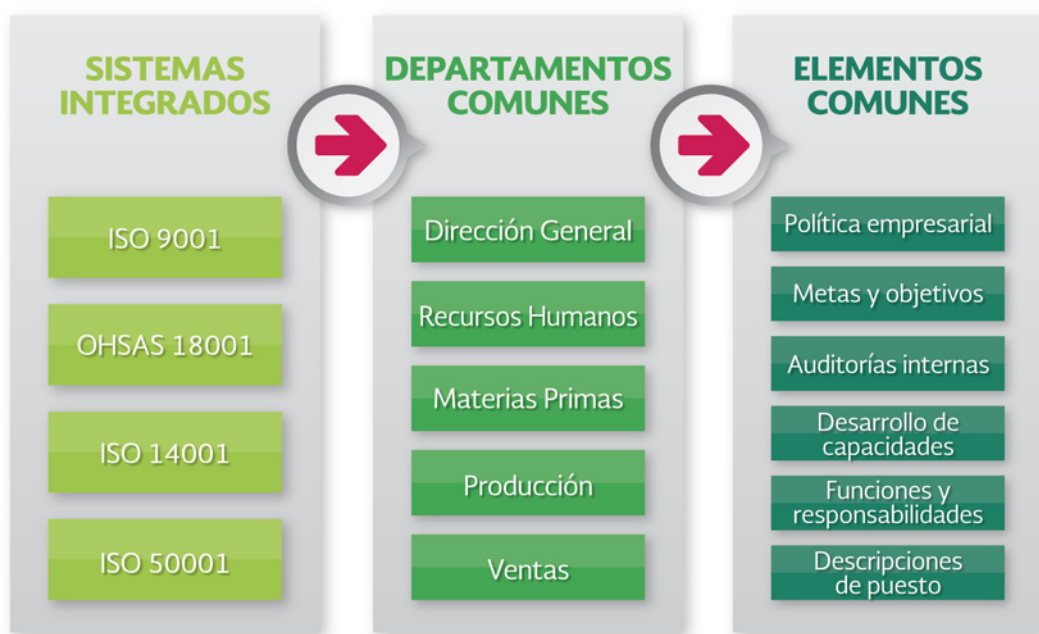 SISTEMAS
INTEGRADOS
ISO 9001
OHSAS 18001
ISO 14001
ISO 50001
DEPARTAMENTOS
COMUNES
Dirección General
Recursos Humanos
Materias Primas
Producción
Ventas
ELEMENTOS
COMUNES
Política empresarial
Metas y objetivos
Auditorías internas
Desarrollo de
capacidades
Funciones y
responsabilidades
Descripciones
de puesto